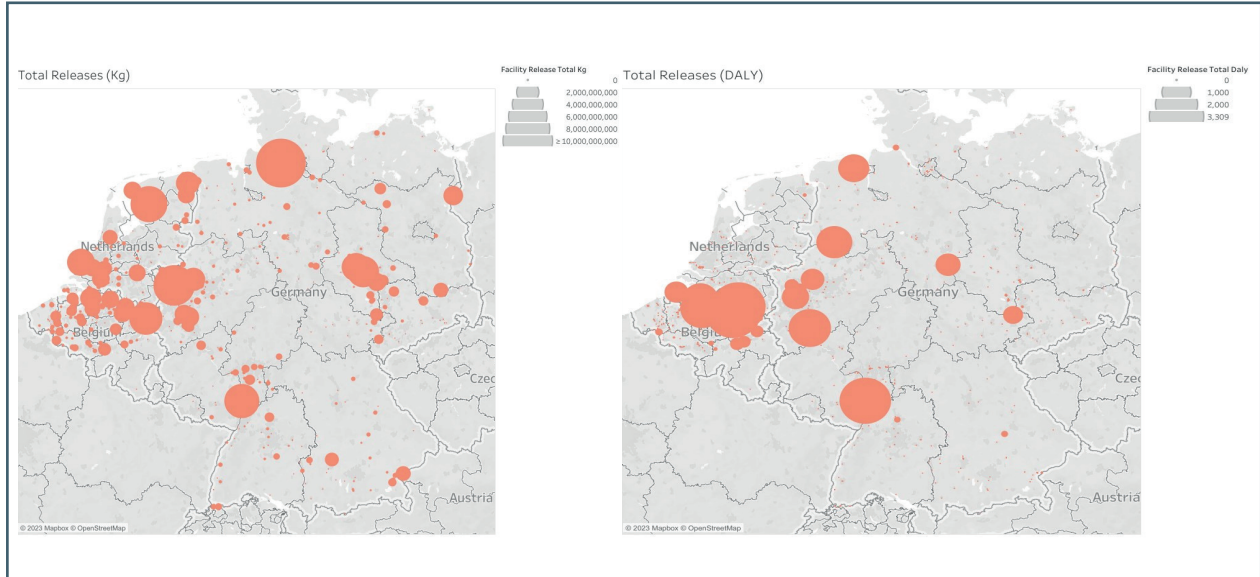 Total Releases (Kg)
Facility Release Total Kg
0
2,000,000,000
4,000,000,000
6,000,000,000
8,000,000,000
≥ 10,000,000,000
Netherlands
Germany
Belgium
Czec
Austria
© 2023 Mapbox © OpenStreetMap
Total Releases (DALY)
Facility Release Total Daly
0
1,000
2,000
3,309
Netherlands
Germany
Belgiu
Czec
Austria
© 2023 Mapbox © OpenStreetMap